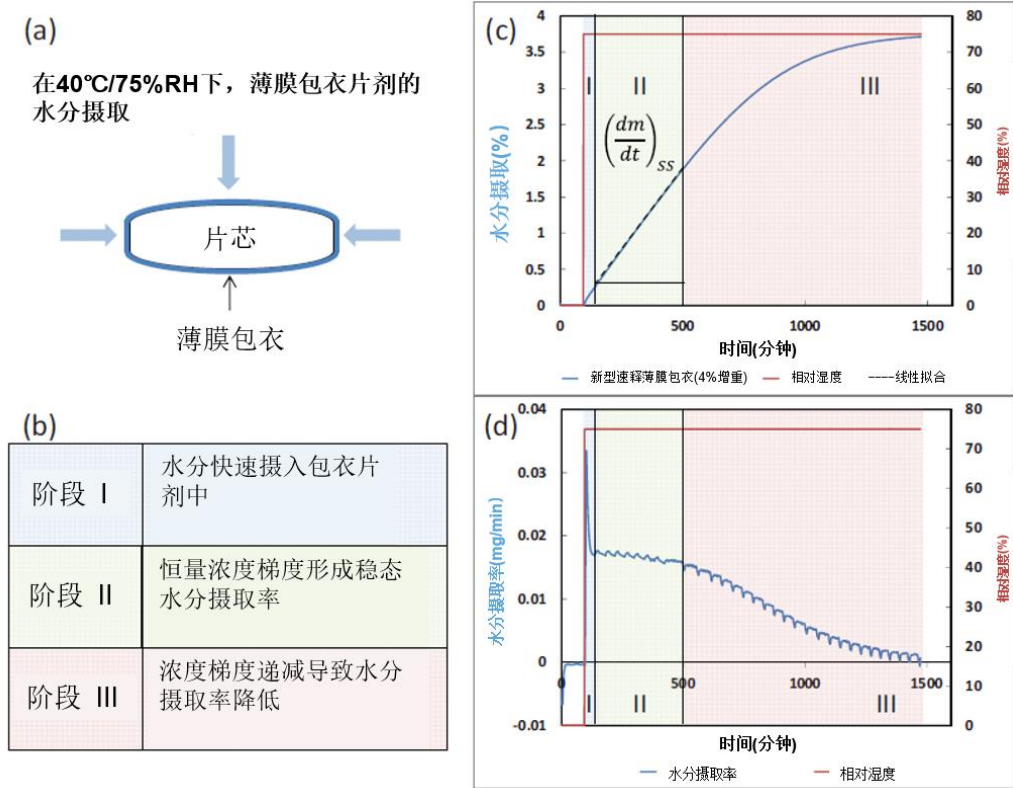 (a)
在40℃/75%RH下，薄膜包衣片剂的
水分摄取
片芯
薄膜包衣
(b)
阶段 I
水分快速摄入包衣片
剂中
阶段 II
恒量浓度梯度形成稳态
水分摄取率
阶段 III
浓度梯度递减导致水分
摄取率降低
(c)
水分摄取(%)
4
3.5
3
2.5
2
1.5
1
0.5
0
I
II
III
(dm/dt)SS
80
70
60
50
40
30
20
10
0
相对湿度(%)
0
500
1000
1500
时间(分钟)
新型速释薄膜包衣(4%增重)
相对湿度
线性拟合
(d)
水分摄取率(mg/min)
0.04
0.03
0.02
0.01
0
-0.01
I
II
III
80
70
60
50
40
30
20
10
0
相对湿度(%)
0
500
1000
1500
时间(分钟)
水分摄取率
相对湿度